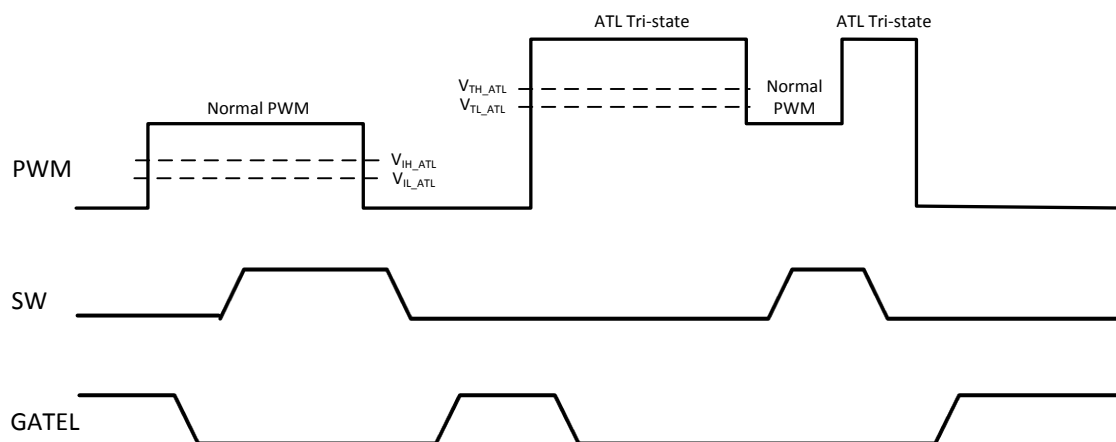 ATL Tri-state
ATL Tri-state
V_TH_ATL
V_TL_ATL
Normal
PWM
Normal PWM
V_IH_ATL
V_IL_ATL
PWM
SW
GATEL